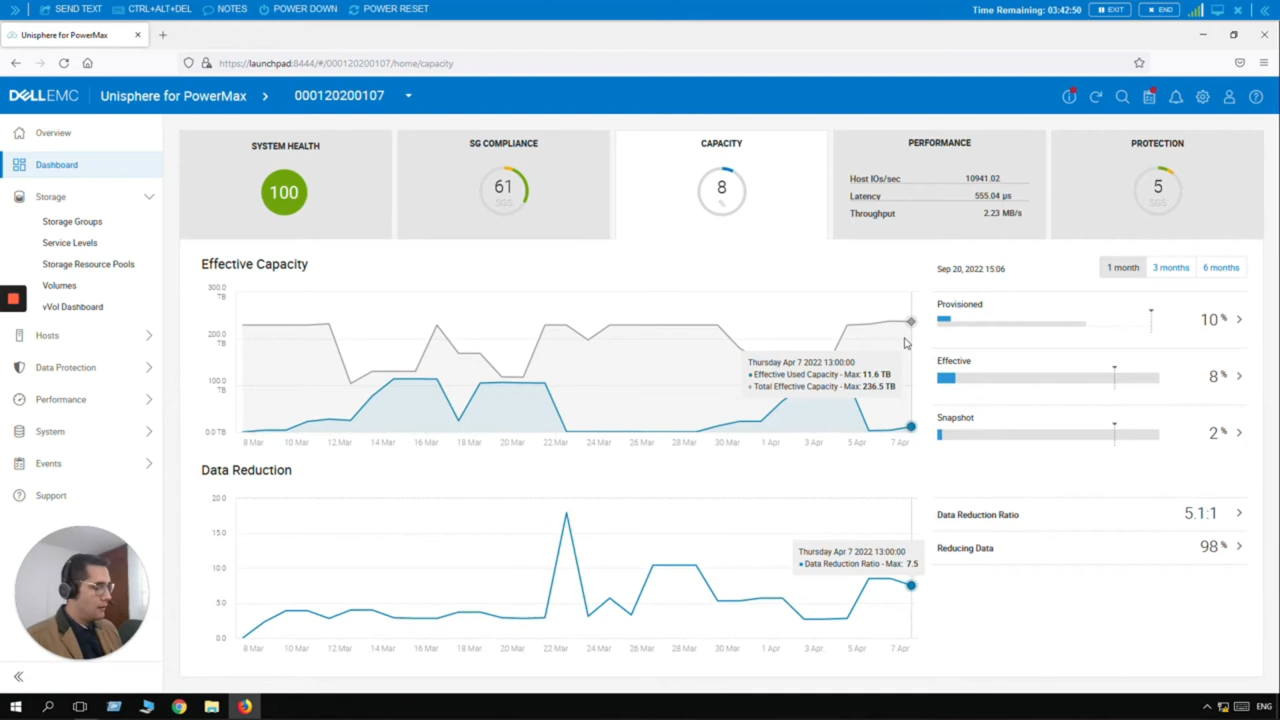 SEND TEXT CTRL+ALT+DEL NOTES POWER DOWN POWER RESET Time Remaining: 03:42:50 EXIT END
Unisphere for PowerMax
https://launchpad:8444/#/000120200107/home/capacity
DELLEMC Unisphere for PowerMax 000120200107
Overview
Dashboard
Storage
Storage Groups
Service Levels
Storage Resource Pools
Volumes
vVol Dashboard
Hosts
Data Protection
Performance
System
Events
Support
SYSTEM HEALTH
100
SG COMPLIANCE
61
SGS
CAPACITY
8
%
PERFORMANCE
Host IOs/sec 10941.02
Latency 555.04 µs
Throughput 2.23 MB/s
PROTECTION
5
SGS
Effective Capacity
300.0
TB
200.0
TB
100.0
TB
0.0 TB
Thursday Apr 7 2022 13:00:00
Effective Used Capacity - Max: 11.6 TB
Total Effective Capacity - Max: 236.5 TB
8 Mar 10 Mar 12 Mar 14 Mar 16 Mar 18 Mar 20 Mar 22 Mar 24 Mar 26 Mar 28 Mar 30 Mar 1 Apr 3 Apr 5 Apr 7 Apr
Sep 20, 2022 15:06 1 month 3 months 6 months
Provisioned
10 %
Effective
8 %
Snapshot
2 %
Data Reduction
20.0
15.0
10.0
5.0
0.0
Thursday Apr 7 2022 13:00:00
Data Reduction Ratio - Max: 7.5
8 Mar 10 Mar 12 Mar 14 Mar 16 Mar 18 Mar 20 Mar 22 Mar 24 Mar 26 Mar 28 Mar 30 Mar 1 Apr 3 Apr 5 Apr 7 Apr
Data Reduction Ratio 5.1:1
Reducing Data 98 %
ENG